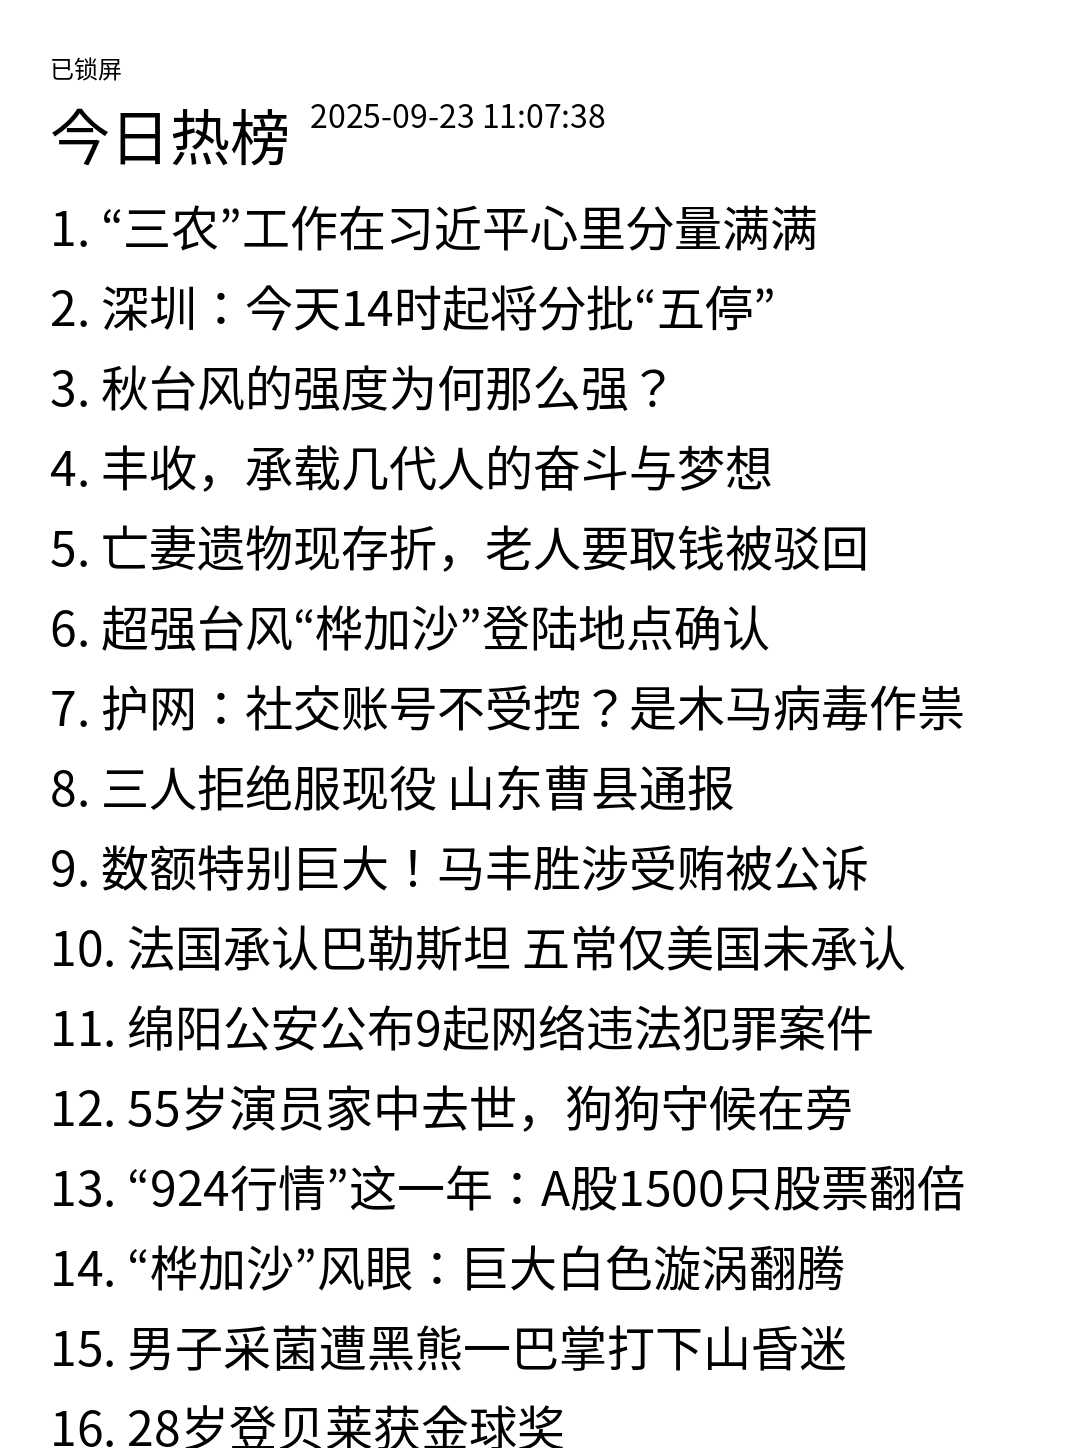 已锁屏
今日热榜 2025-09-23 11:07:38
1. “三农”工作在习近平心里分量满满
2. 深圳：今天14时起将分批“五停”
3. 秋台风的强度为何那么强？
4. 丰收，承载几代人的奋斗与梦想
5. 亡妻遗物现存折，老人要取钱被驳回
6. 超强台风“桦加沙”登陆地点确认
7. 护网：社交账号不受控？是木马病毒作祟
8. 三人拒绝服现役 山东曹县通报
9. 数额特别巨大！马丰胜涉受贿被公诉
10. 法国承认巴勒斯坦 五常仅美国未承认
11. 绵阳公安公布9起网络违法犯罪案件
12. 55岁演员家中去世，狗狗守候在旁
13. “924行情”这一年：A股1500只股票翻倍
14. “桦加沙”风眼：巨大白色漩涡翻腾
15. 男子采菌遭黑熊一巴掌打下山昏迷
16. 28岁登贝莱获金球奖